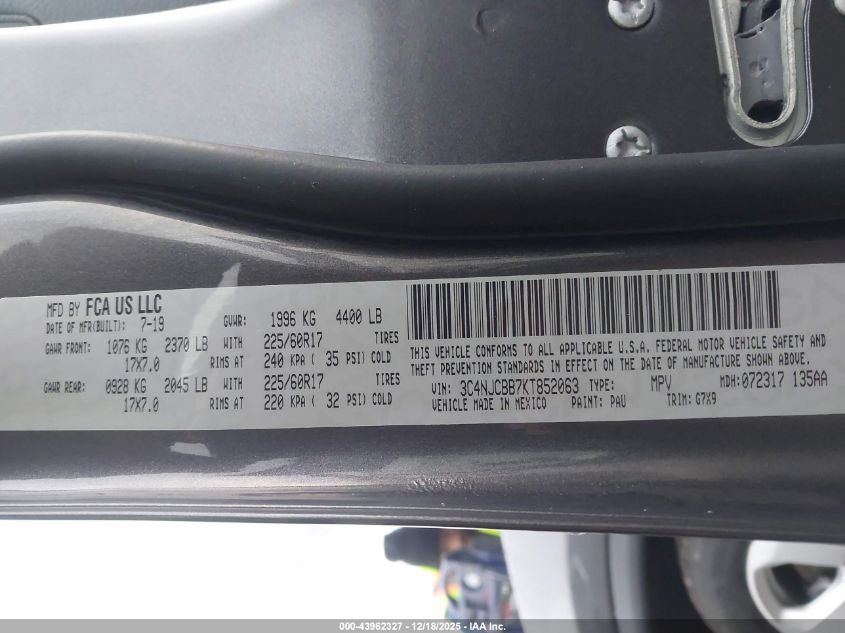 MFD BY FCA US LLC
DATE OF MFR(BUILT): 7-19 GVWR: 1996 KG 4400 LB
GAWR FRONT: 1076 KG 2370 LB WITH 225/60R17 TIRES
17X7.0 RIMS AT 240 KPA ( 35 PSI) COLD
GAWR REAR: 0928 KG 2045 LB WITH 225/60R17 TIRES
17X7.0 RIMS AT 220 KPA ( 32 PSI) COLD
THIS VEHICLE CONFORMS TO ALL APPLICABLE U.S.A. FEDERAL MOTOR VEHICLE SAFETY AND
THEFT PREVENTION STANDARDS IN EFFECT ON THE DATE OF MANUFACTURE SHOWN ABOVE.
VIN: 3C4NJCBB7KT852063 TYPE: MPV MDH: 072317 135AA
VEHICLE MADE IN MEXICO PAINT: PAU TRIM: G7X9
000-43962327 - 12/18/2025 - IAA Inc.